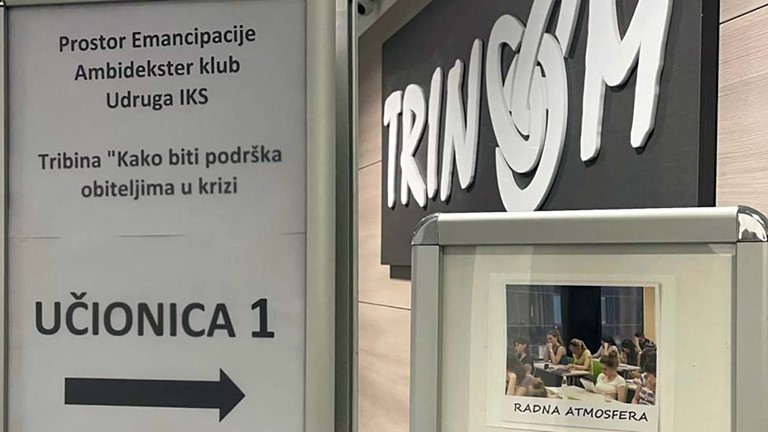 Prostor Emancipacije
Ambidekster klub
Udruga IKS
Tribina "Kako biti podrška
obiteljima u krizi
UČIONICA 1
TRINOM
RADNA ATMOSFERA